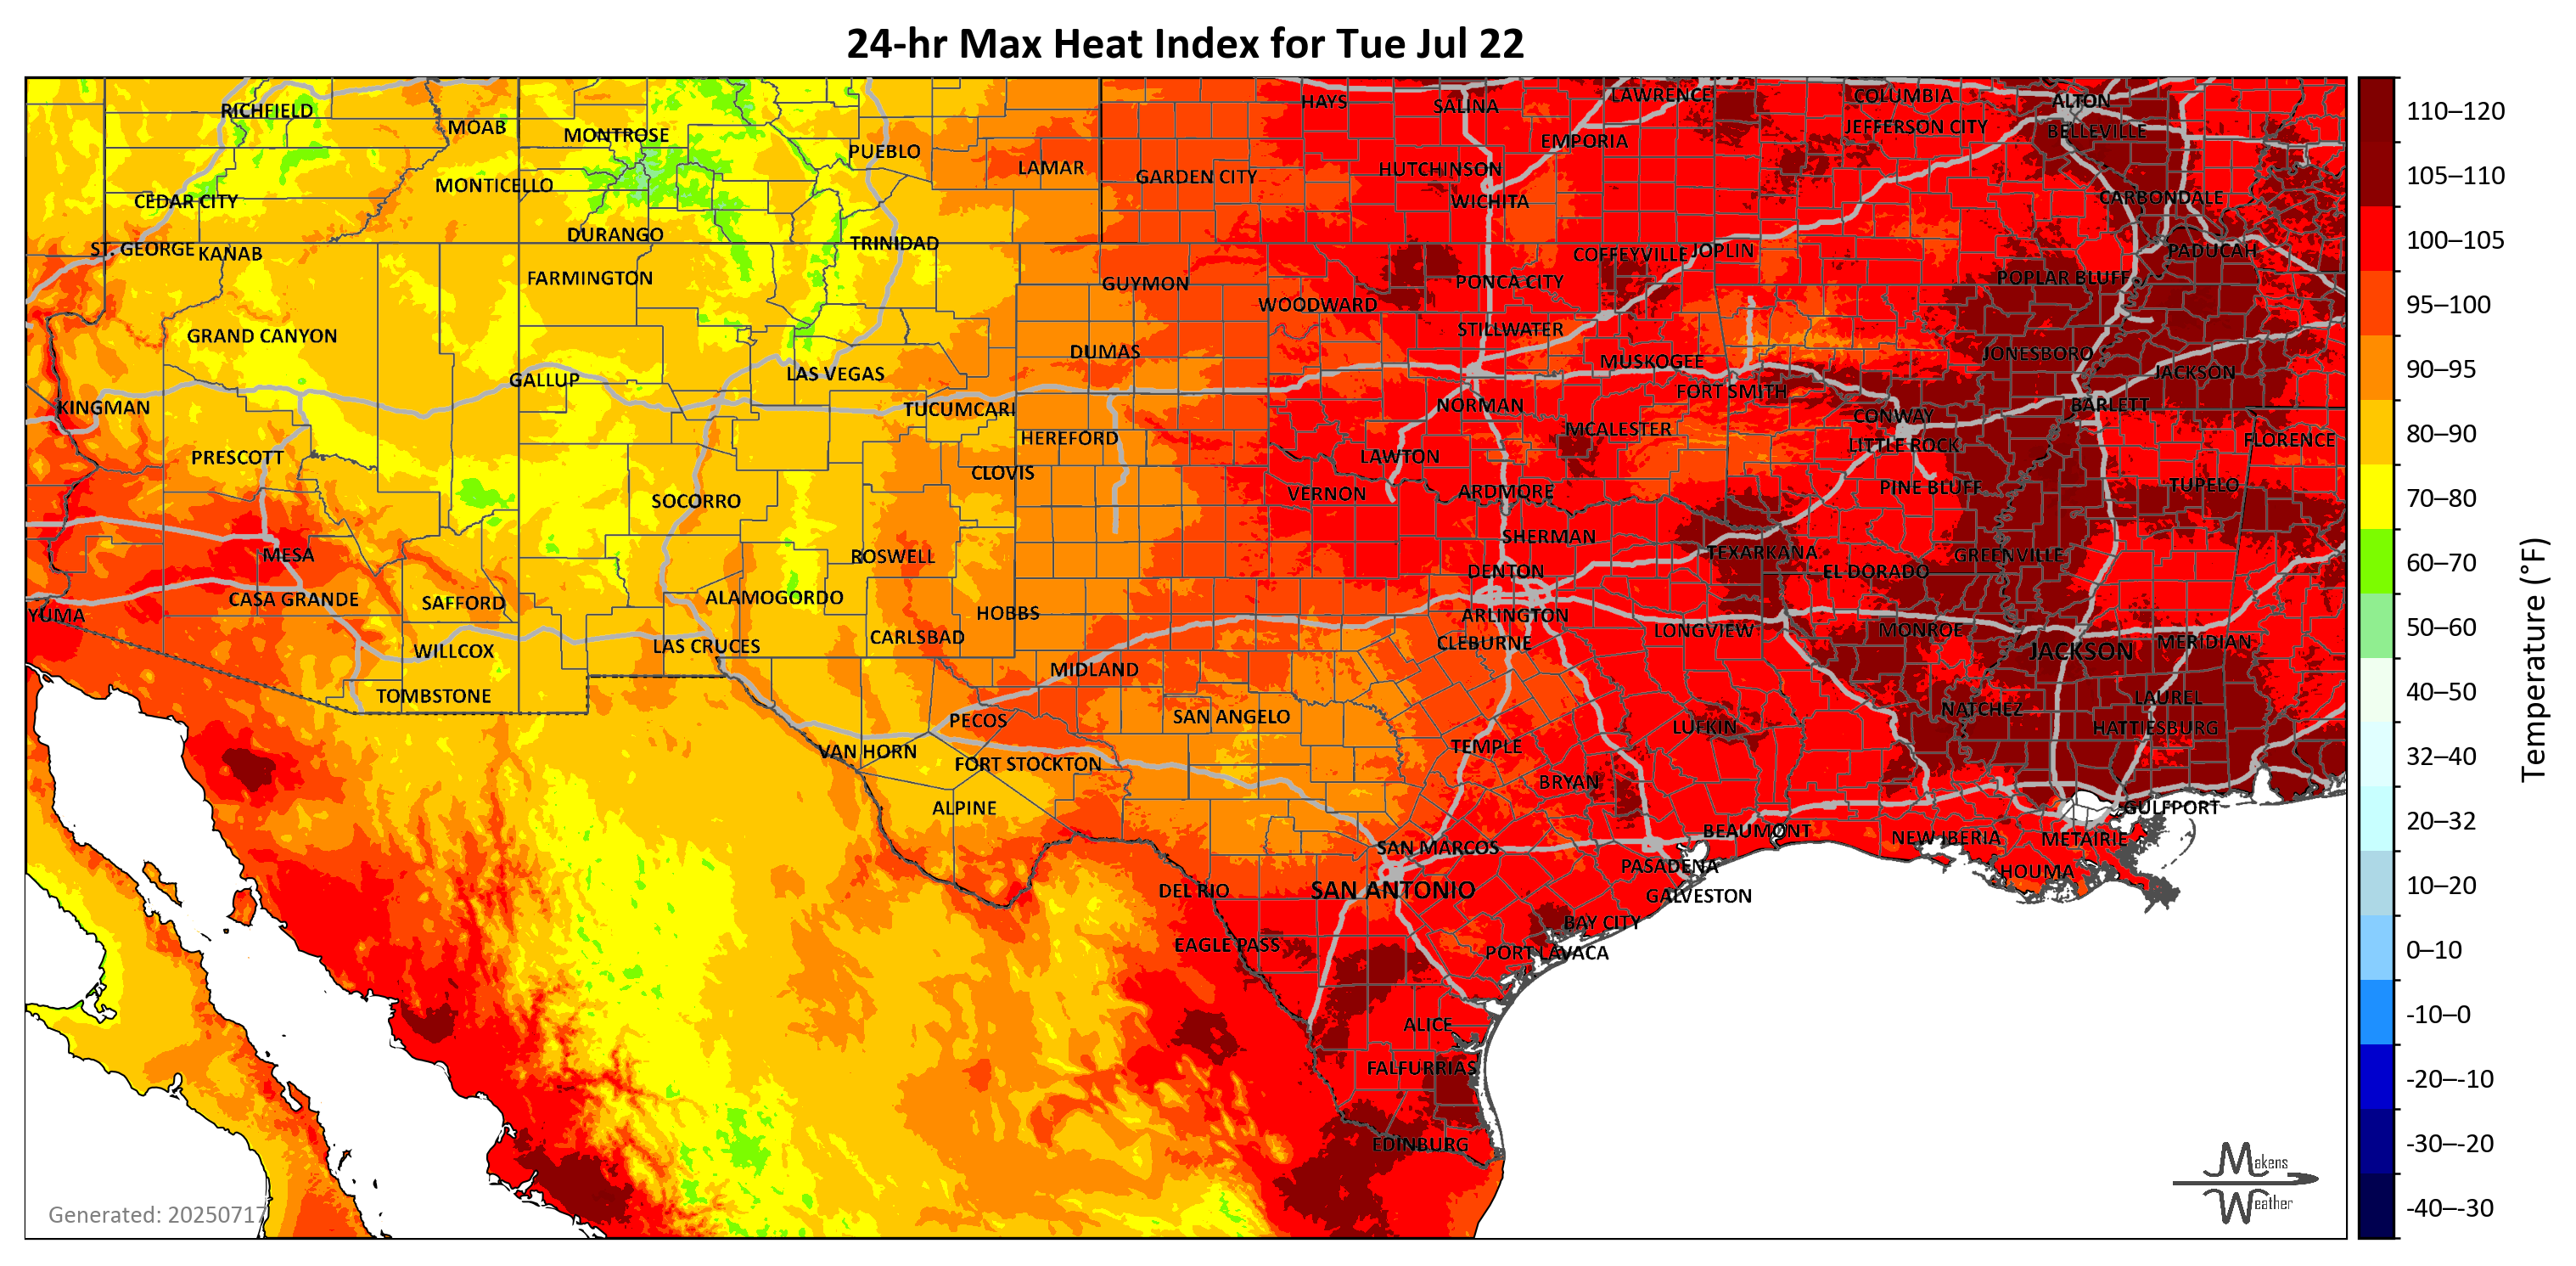 24-hr Max Heat Index for Tue Jul 22
RICHFIELD
MOAB
MONTROSE
PUEBLO
LAMAR
GARDEN CITY
HAYS
SALINA
LAWRENCE
EMPORIA
HUTCHINSON
WICHITA
COLUMBIA
JEFFERSON CITY
ALTON
BELLEVILLE
CARBONDALE
PADUCAH
MONTICELLO
CEDAR CITY
ST. GEORGE
KANAB
DURANGO
TRINIDAD
FARMINGTON
GUYMON
WOODWARD
PONCA CITY
COFFEYVILLE
JOPLIN
POPLAR BLUFF
GRAND CANYON
STILLWATER
DUMAS
MUSKOGEE
JONESBORO
JACKSON
GALLUP
LAS VEGAS
FORT SMITH
KINGMAN
TUCUMCARI
NORMAN
CONWAY
BARLETT
HEREFORD
MCALESTER
LITTLE ROCK
FLORENCE
PRESCOTT
CLOVIS
LAWTON
PINE BLUFF
TUPELO
SOCORRO
VERNON
ARDMORE
SHERMAN
MESA
ROSWELL
TEXARKANA
GREENVILLE
DENTON
EL DORADO
CASA GRANDE
SAFFORD
ALAMOGORDO
HOBBS
YUMA
ARLINGTON
CARLSBAD
CLEBURNE
LONGVIEW
MONROE
WILLCOX
LAS CRUCES
JACKSON
MERIDIAN
MIDLAND
TOMBSTONE
PECOS
SAN ANGELO
NATCHEZ
LAUREL
LUFKIN
HATTIESBURG
VAN HORN
FORT STOCKTON
TEMPLE
BRYAN
ALPINE
GULFPORT
SAN MARCOS
BEAUMONT
NEW IBERIA
METAIRIE
PASADENA
HOUMA
DEL RIO
SAN ANTONIO
GALVESTON
BAY CITY
EAGLE PASS
PORT LAVACA
ALICE
FALFURRIAS
EDINBURG
Generated: 20250717
Makens
Weather
110–120
105–110
100–105
95–100
90–95
80–90
70–80
60–70
50–60
40–50
32–40
20–32
10–20
0–10
-10–0
-20–-10
-30–-20
-40–-30
Temperature (°F)